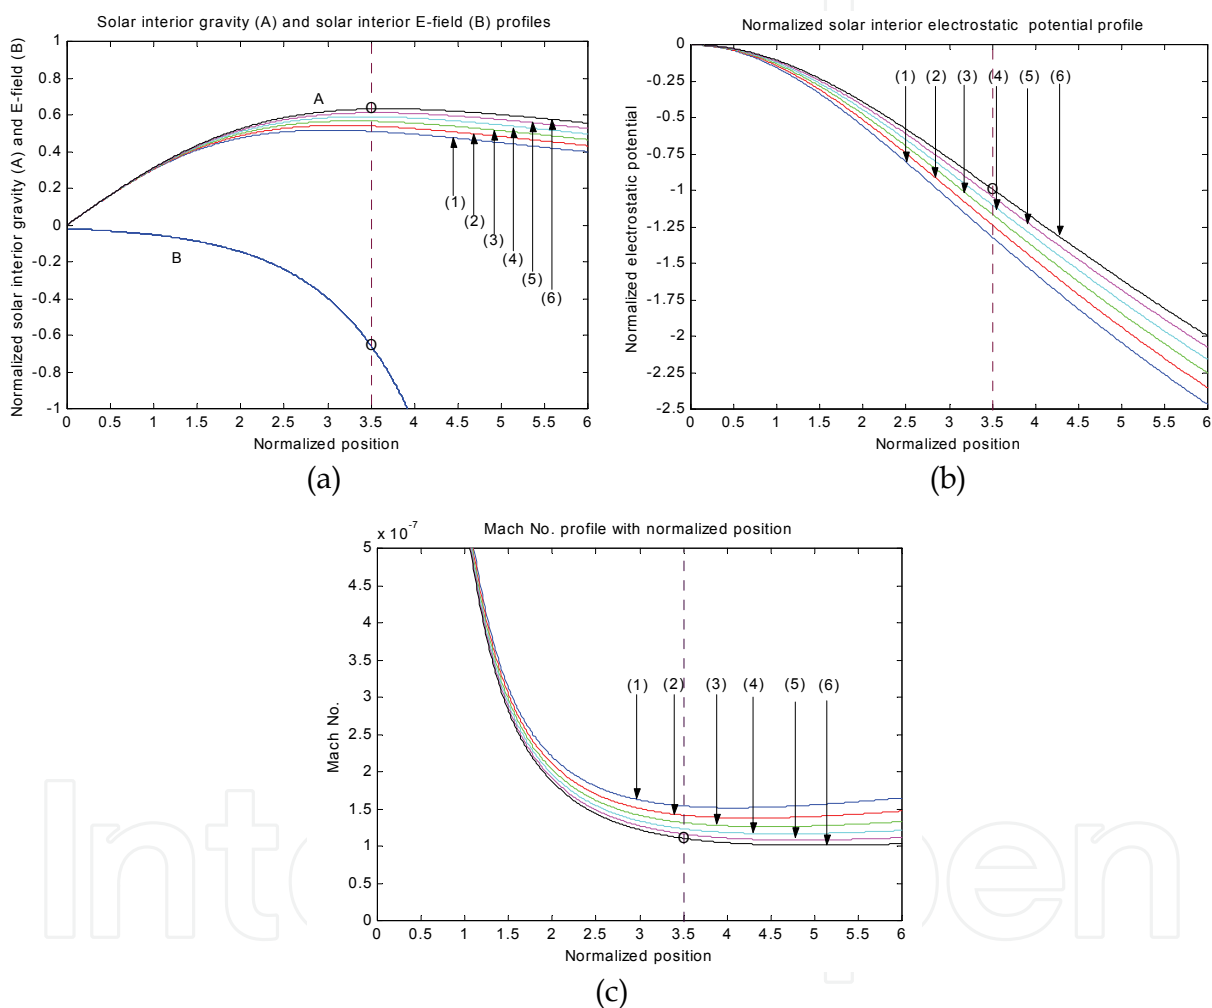 Solar interior gravity (A) and solar interior E-field (B) profiles
Normalized solar interior gravity (A) and E-field (B)
1
0.8
0.6
0.4
0.2
0
-0.2
-0.4
-0.6
-0.8
-1
A
B
(1)
(2)
(3)
(4)
(5)
(6)
0 0.5 1 1.5 2 2.5 3 3.5 4 4.5 5 5.5 6
Normalized position
(a)
Normalized solar interior electrostatic potential profile
Normalized electrostatic potential
0
-0.25
-0.5
-0.75
-1
-1.25
-1.5
-1.75
-2
-2.25
-2.5
(1) (2) (3) (4) (5) (6)
0 0.5 1 1.5 2 2.5 3 3.5 4 4.5 5 5.5 6
Normalized position
(b)
x 10-7
Mach No. profile with normalized position
Mach No.
5
4.5
4
3.5
3
2.5
2
1.5
1
0.5
0
(1) (2) (3) (4) (5) (6)
0 0.5 1 1.5 2 2.5 3 3.5 4 4.5 5 5.5 6
Normalized position
(c)